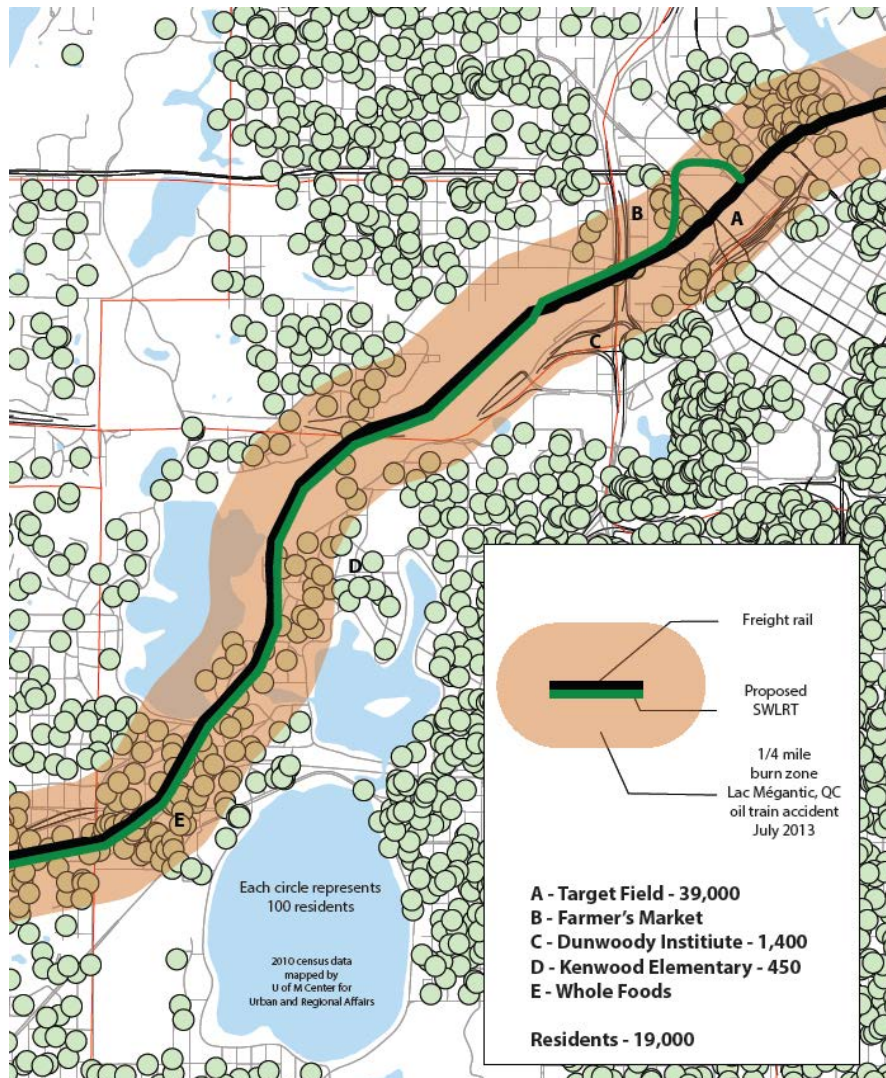 B
A
C
D
E
Each circle represents
100 residents
2010 census data
mapped by
U of M Center for
Urban and Regional Affairs
Freight rail
Proposed
SWLRT
1/4 mile
burn zone
Lac Mégantic, QC
oil train accident
July 2013
A - Target Field - 39,000
B - Farmer's Market
C - Dunwoody Institiute - 1,400
D - Kenwood Elementary - 450
E - Whole Foods
Residents - 19,000